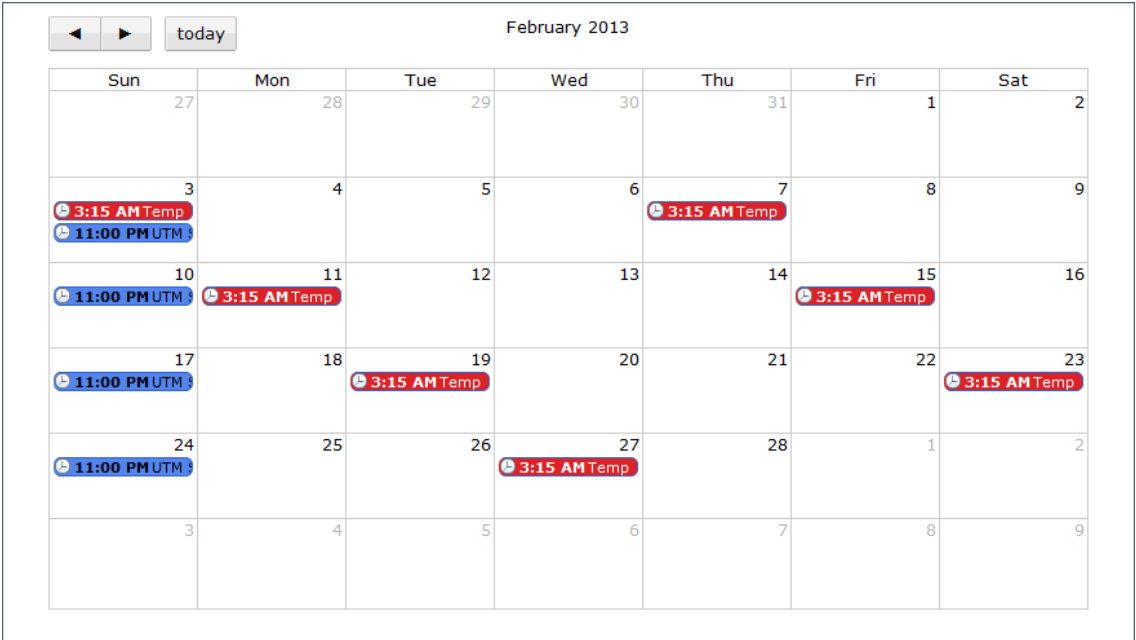 ◄ ► today February 2013
Sun Mon Tue Wed Thu Fri Sat
27 28 29 30 31 1 2
3 4 5 6 7 8 9
3:15 AM Temp 3:15 AM Temp
11:00 PM UTM
10 11 12 13 14 15 16
11:00 PM UTM 3:15 AM Temp 3:15 AM Temp
17 18 19 20 21 22 23
11:00 PM UTM 3:15 AM Temp 3:15 AM Temp
24 25 26 27 28 1 2
11:00 PM UTM 3:15 AM Temp
3 4 5 6 7 8 9